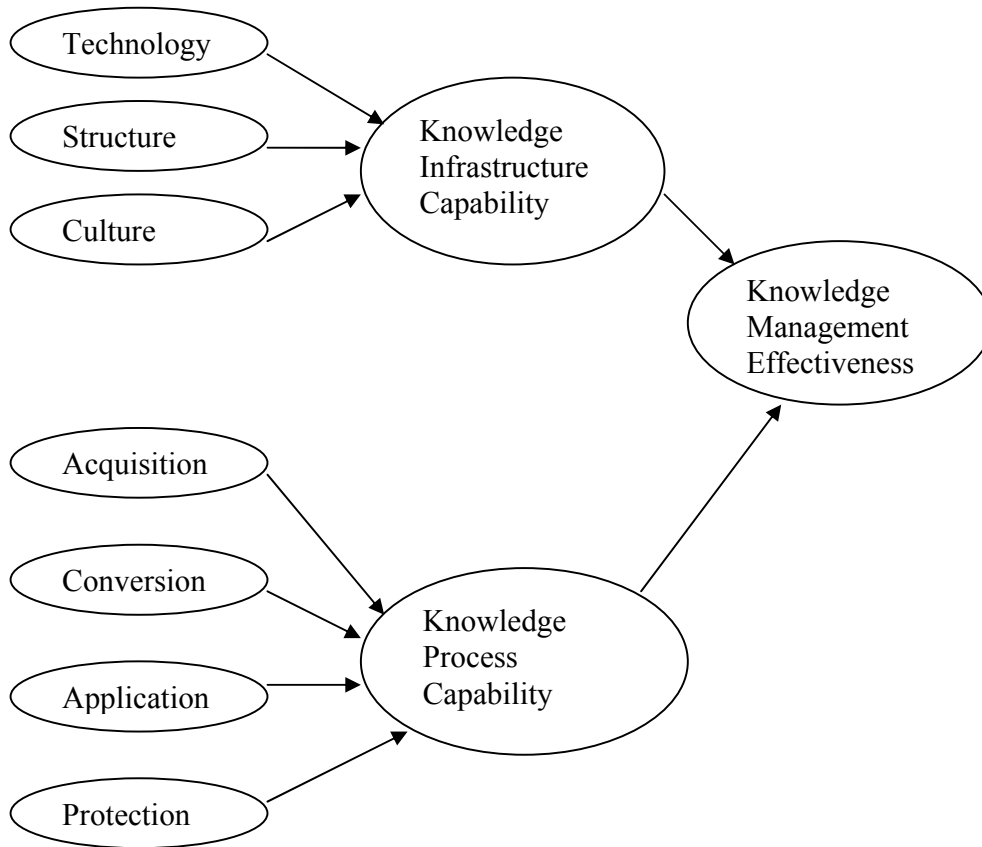 Technology
Structure
Culture
Knowledge
Infrastructure
Capability
Knowledge
Management
Effectiveness
Acquisition
Conversion
Application
Protection
Knowledge
Process
Capability